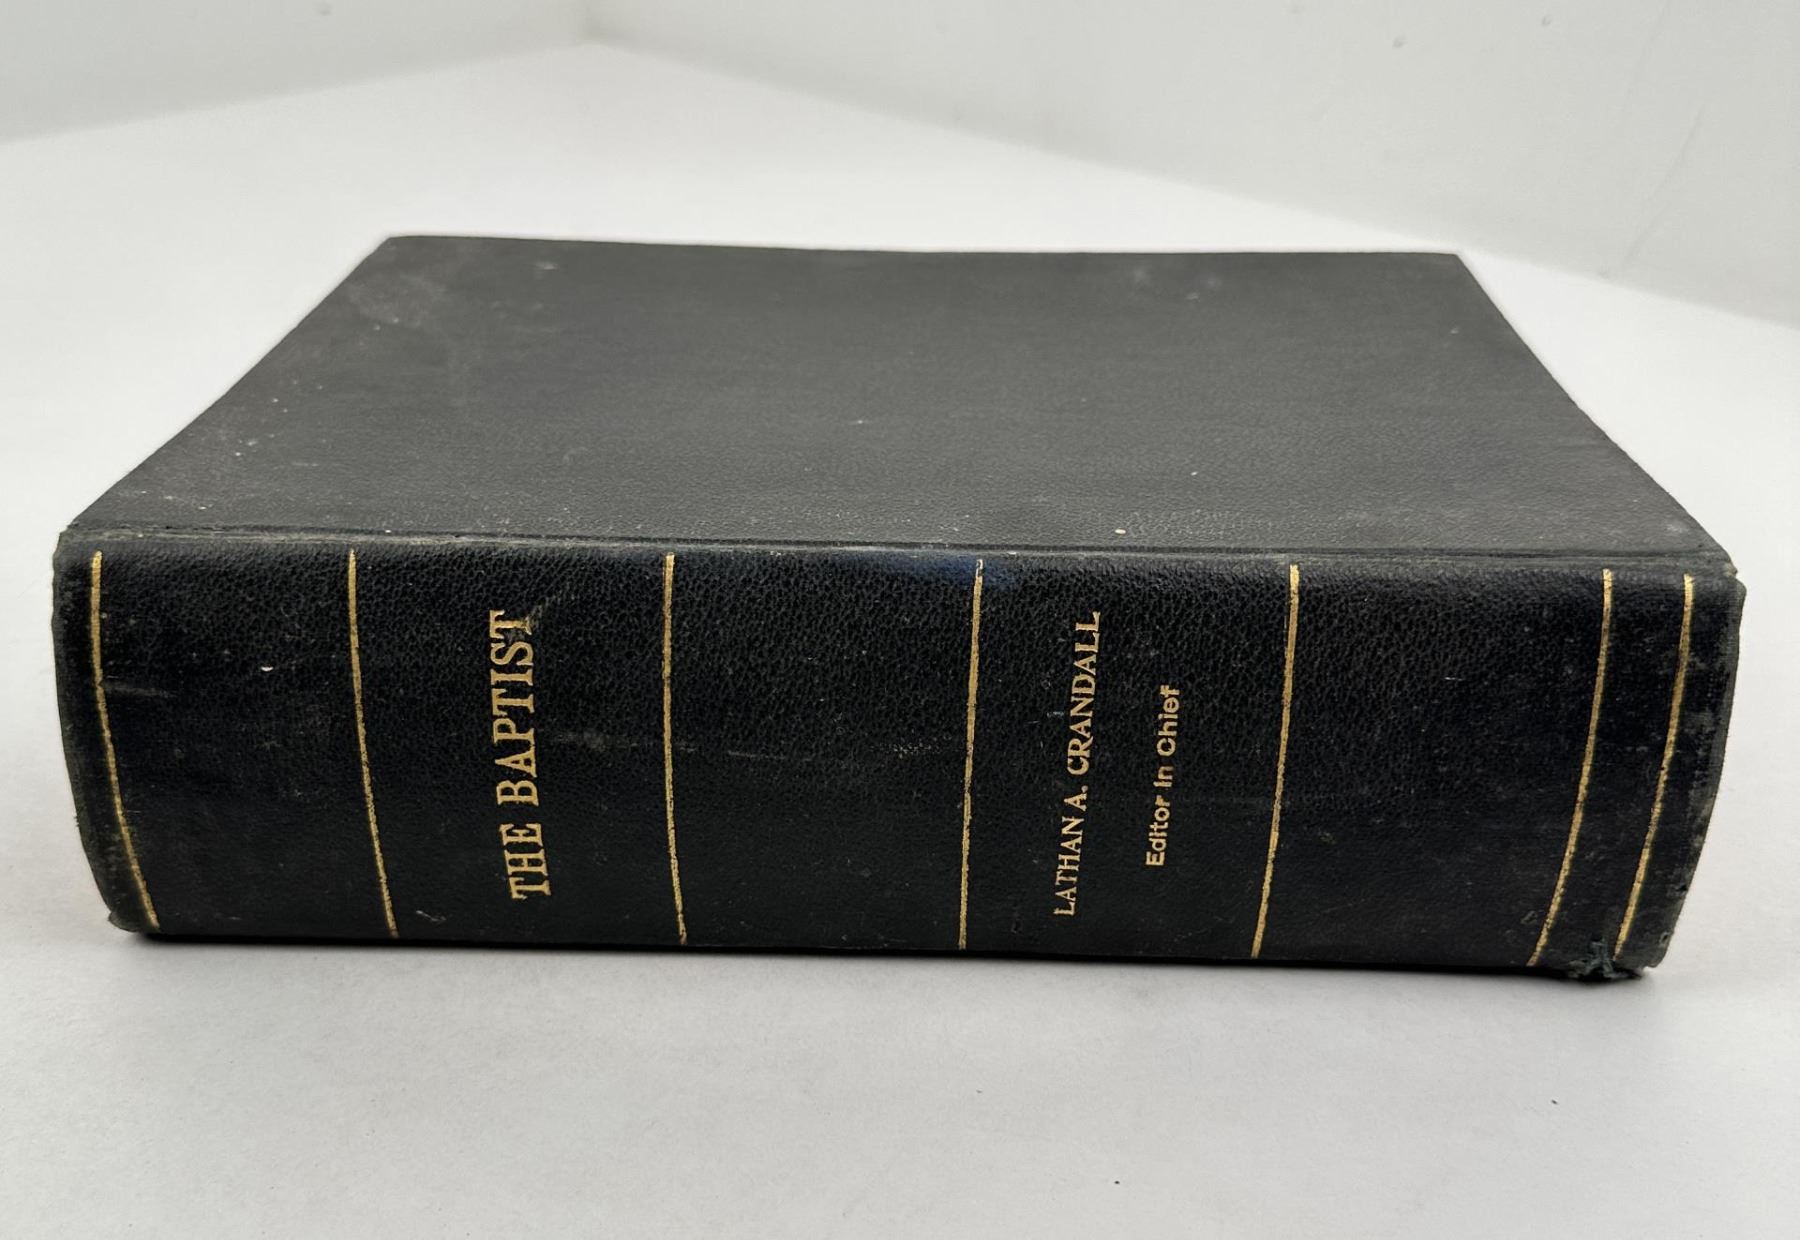 THE BAPTIST
LATHAN A. CRANDALL
Editor in Chief